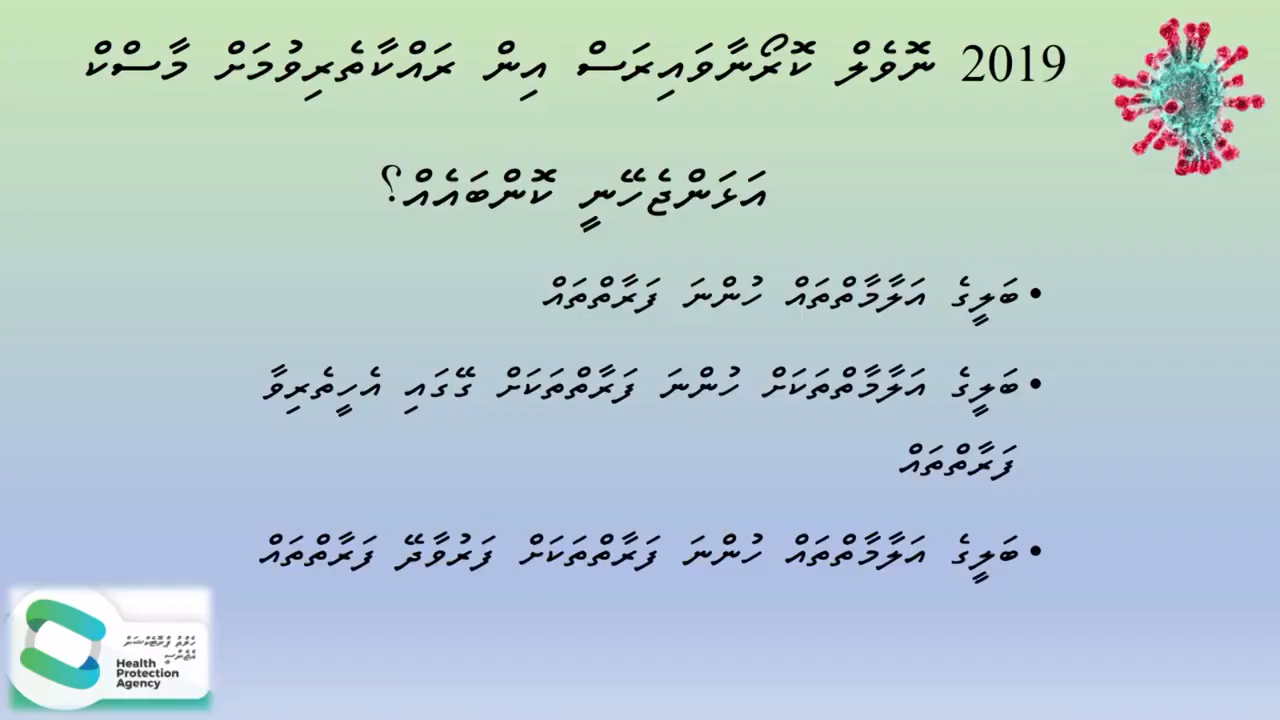 2019 ނޮވެލް ކޮރޯނާވައިރަސް އިން ރައްކާތެރިވުމަށް މާސްކް
އަޅަންޖެހޭނީ ކޮންބައެއް؟
• ބަލީގެ އަލާމާތްތައް ހުންނަ ފަރާތްތައް
• ބަލީގެ އަލާމާތްތަކަށް ހުންނަ ފަރާތްތަކަށް ގޭގައި އެހީތެރިވާ
ފަރާތްތައް
• ބަލީގެ އަލާމާތްތައް ހުންނަ ފަރާތްތަކަށް ފަރުވާދޭ ފަރާތްތައް
ހެލްތު ޕްރޮޓެކްޝަން
އެޖެންސީ
Health
Protection
Agency